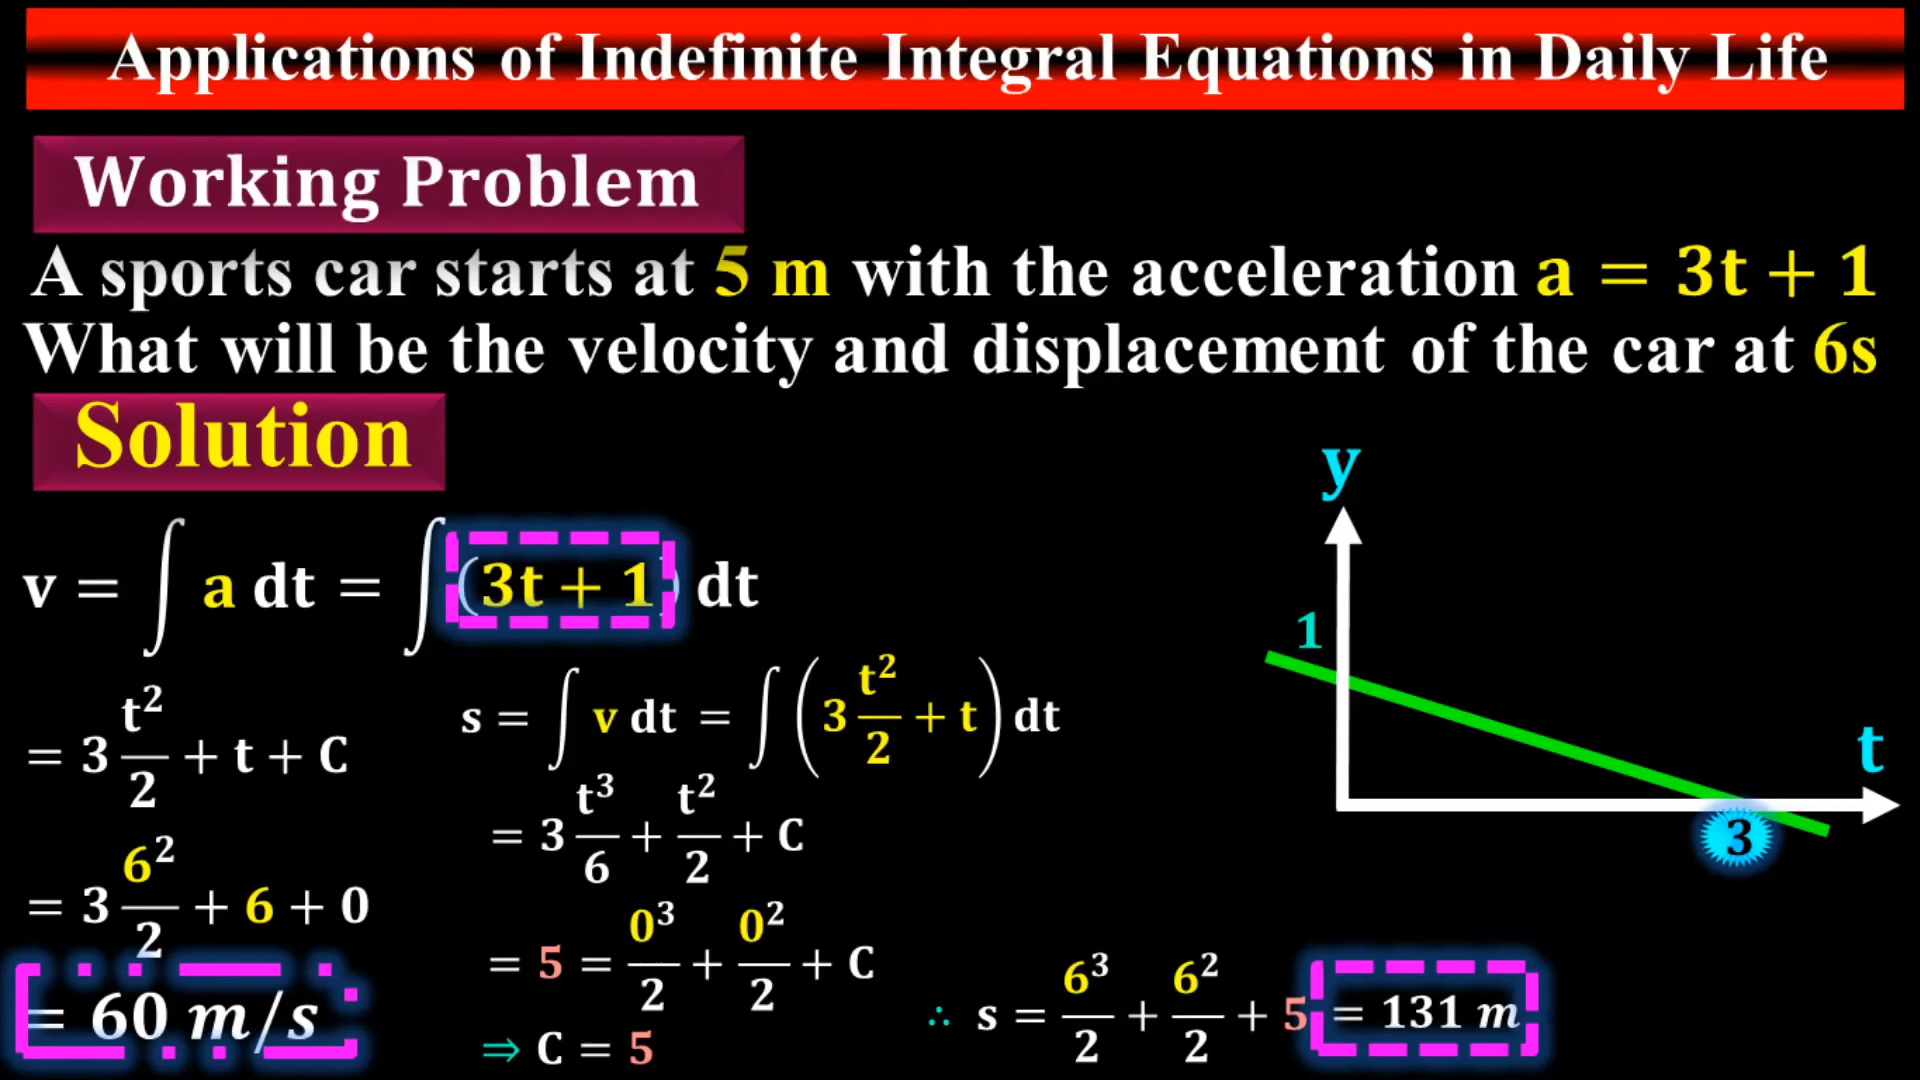 Applications of Indefinite Integral Equations in Daily Life
Working Problem
A sports car starts at 5 m with the acceleration a = 3t + 1
What will be the velocity and displacement of the car at 6s
Solution
v = ∫ a dt = ∫ (3t + 1) dt
= 3 t²/2 + t + C
= 3 6²/2 + 6 + 0
= 60 m/s
s = ∫ v dt = ∫ (3 t²/2 + t) dt
= 3 t³/6 + t²/2 + C
= 5 = 0³/2 + 0²/2 + C
⇒ C = 5
∴ s = 6³/2 + 6²/2 + 5 = 131 m
y
1
t
3